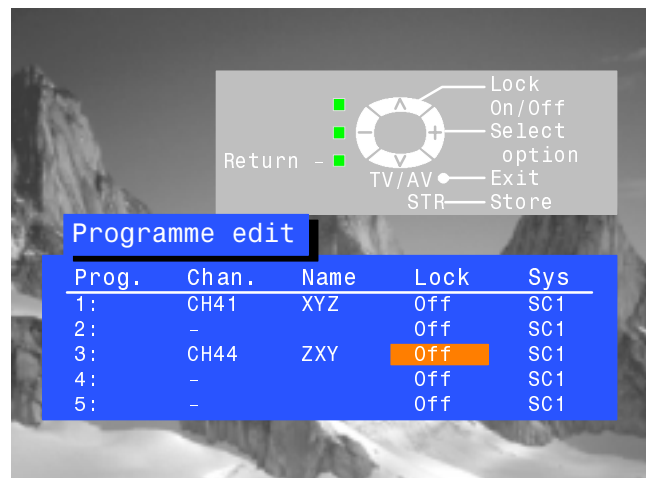 Lock
On/Off
Select
option
Return –
TV/AV Exit
STR Store
Programme edit
Prog. Chan. Name Lock Sys
1: CH41 XYZ Off SC1
2: – Off SC1
3: CH44 ZXY Off SC1
4: – Off SC1
5: – Off SC1